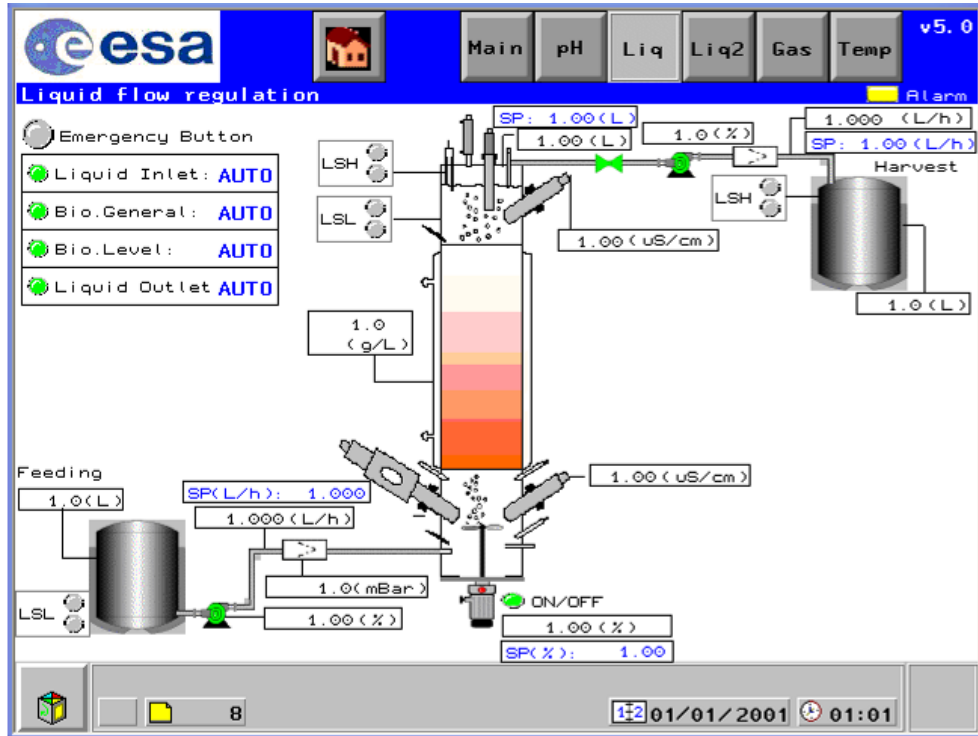 esa
Main
pH
Liq
Liq2
Gas
Temp
v5.0
Liquid flow regulation
Alarm
Emergency Button
Liquid Inlet: AUTO
Bio.General: AUTO
Bio.Level: AUTO
Liquid Outlet AUTO
LSH
LSL
SP: 1.00(L)
1.00(L)
1.0(%)
1.000 (L/h)
SP: 1.00(L/h)
Harvest
LSH
1.00(uS/cm)
1.0(L)
1.0
(g/L)
Feeding
1.0(L)
SP(L/h): 1.000
1.000(L/h)
1.00(uS/cm)
1.0(mBar)
LSL
1.00(%)
ON/OFF
1.00(%)
SP(%): 1.00
8
12 01/01/2001
01:01